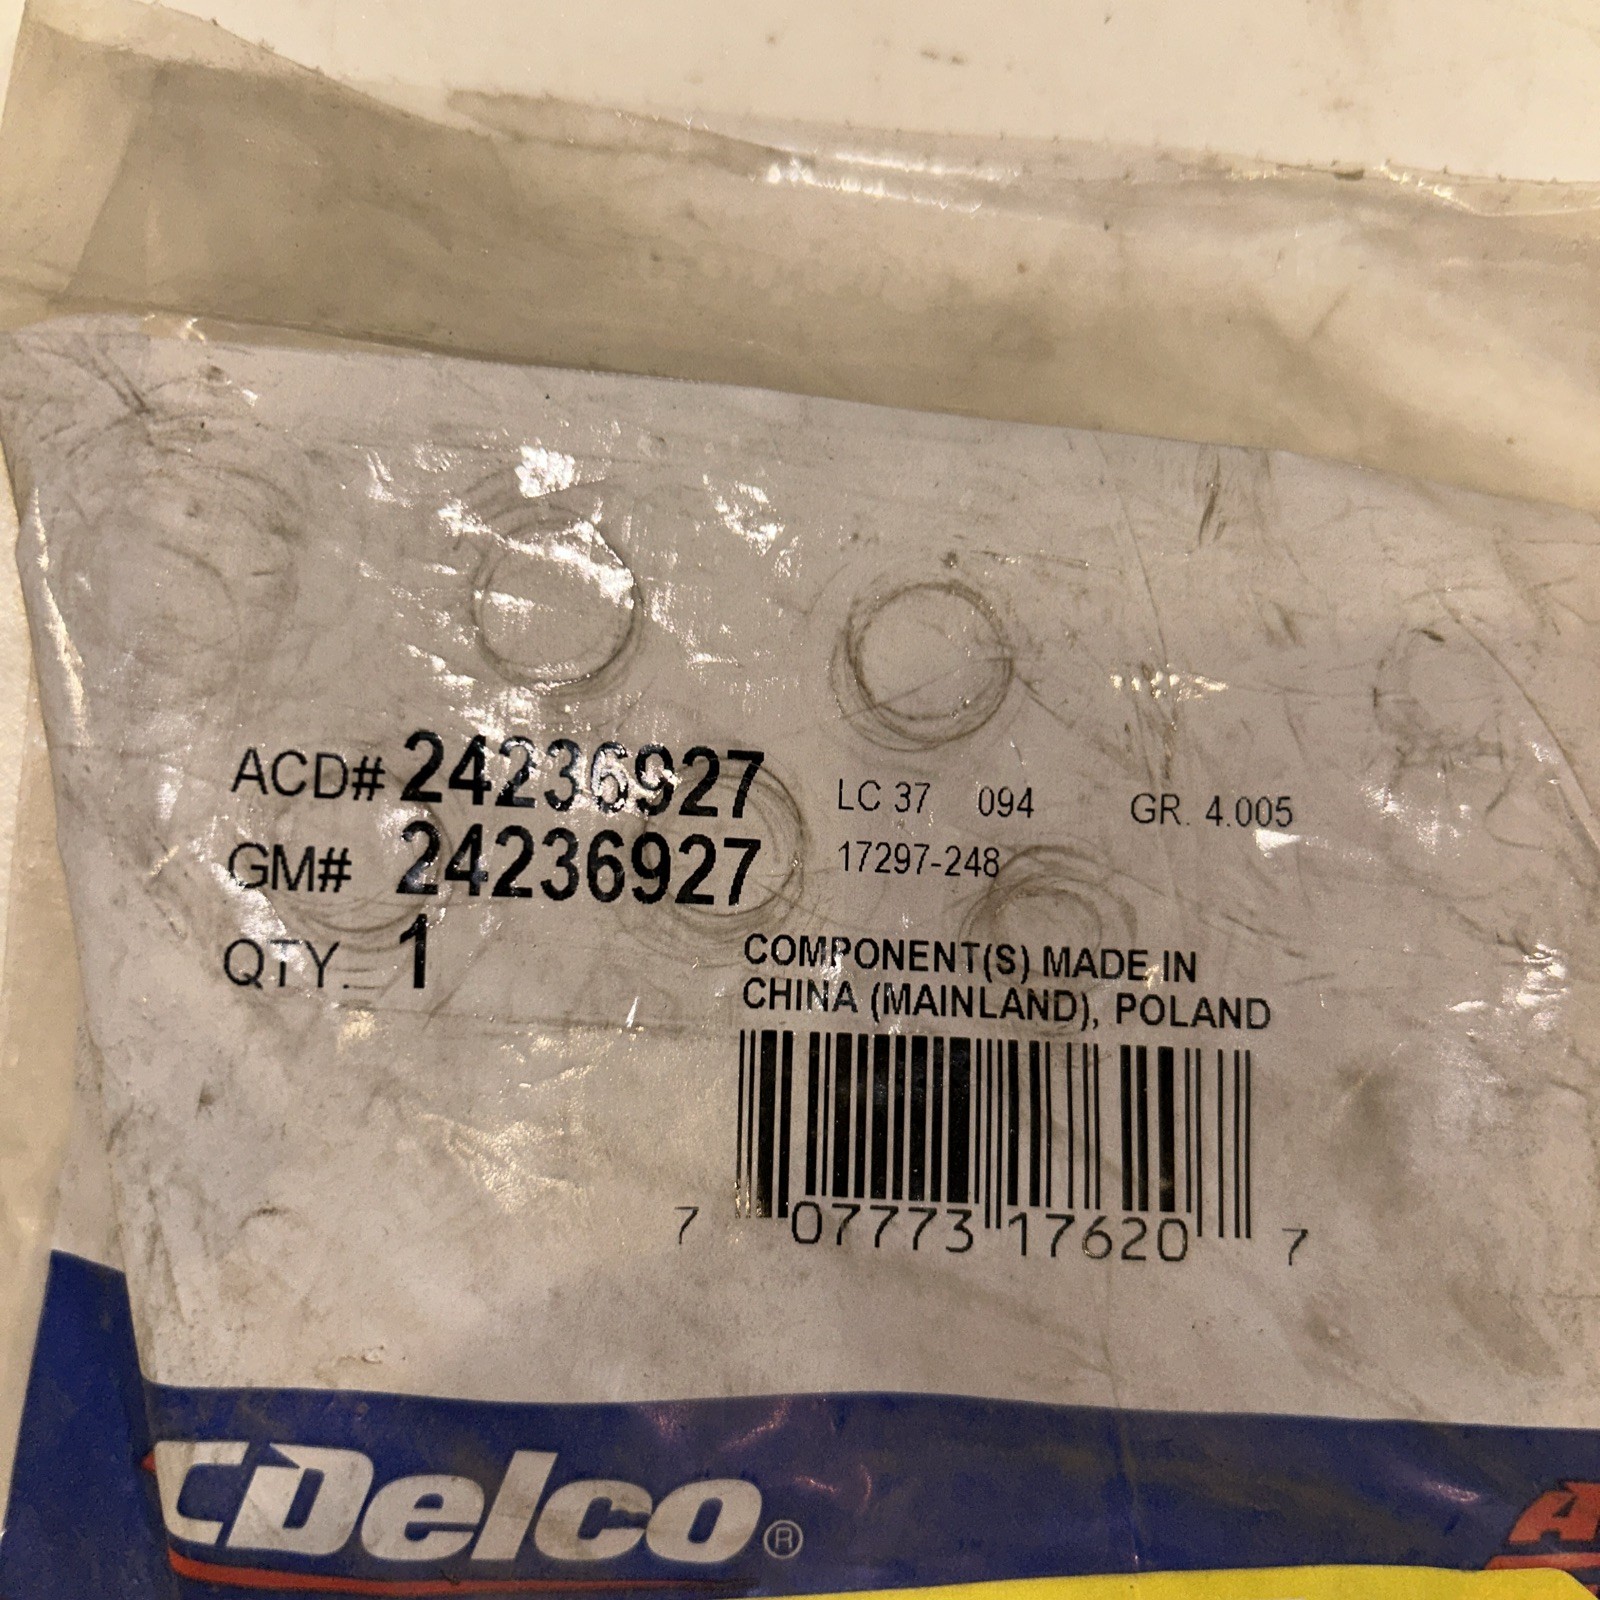 ACD# 24236927 LC 37 094 GR. 4.005
GM# 24236927 17297-248
QTY. 1
COMPONENT(S) MADE IN
CHINA (MAINLAND), POLAND
7 07773 17620 7
CDelco®
A